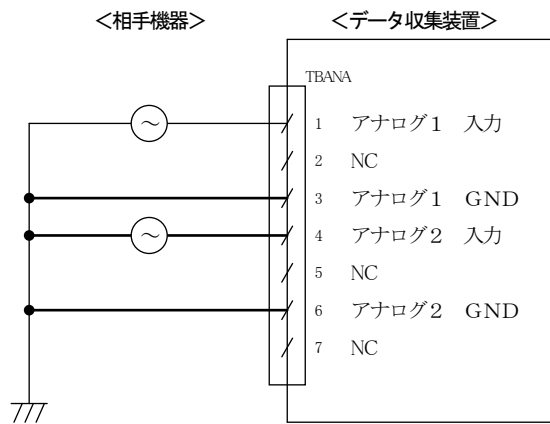 ＜相手機器＞
＜データ収集装置＞
TBANA
1 アナログ１　入力
2 NC
3 アナログ１　GND
4 アナログ２　入力
5 NC
6 アナログ２　GND
7 NC